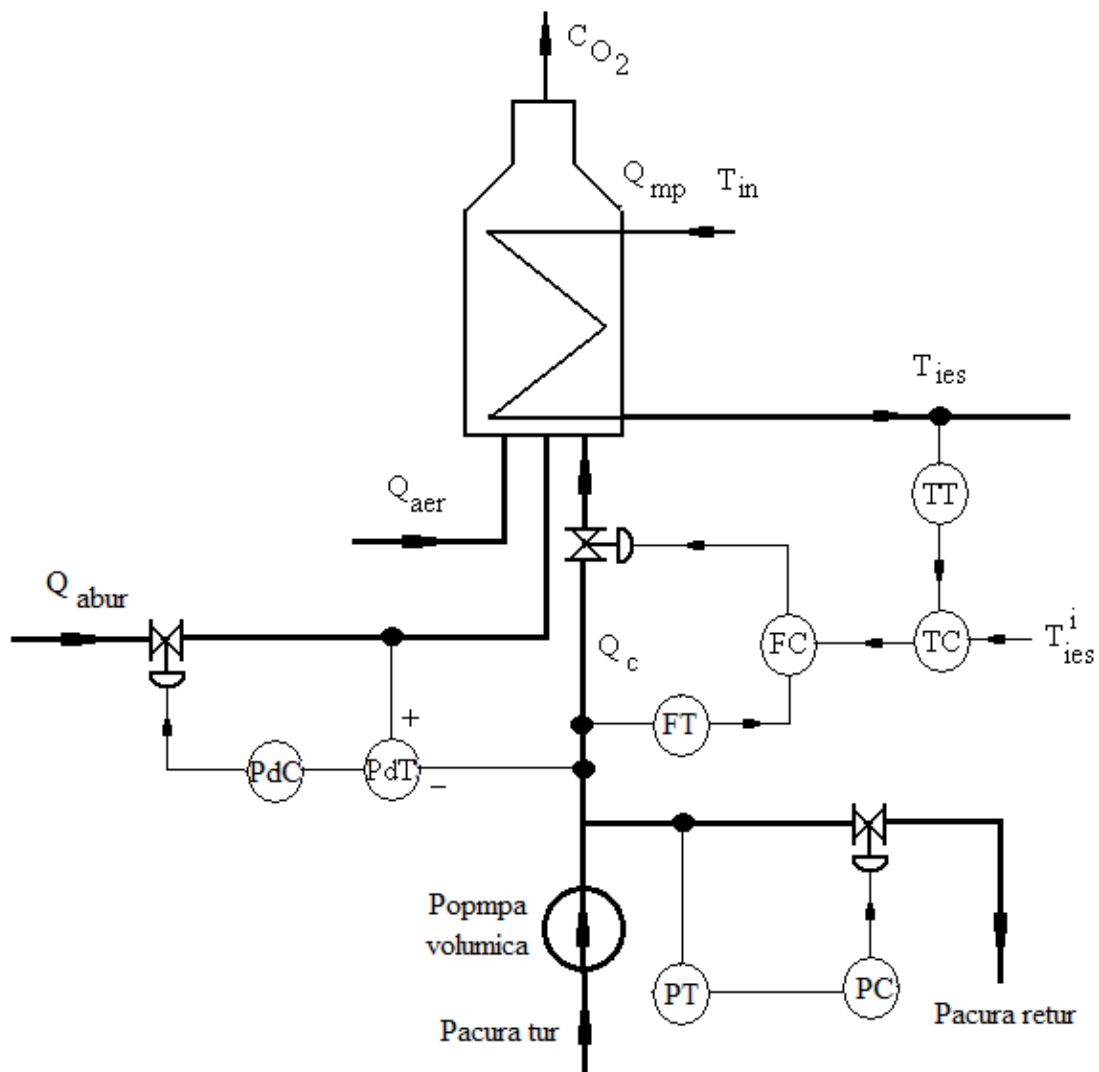 CO2
Qmp Tin
Ties
TT
Qaer
Qabur
FC
TC
T^i_ies
Qc
FT
+
PdC
PdT
−
Popmpa
volumica
PT
PC
Pacura tur
Pacura retur